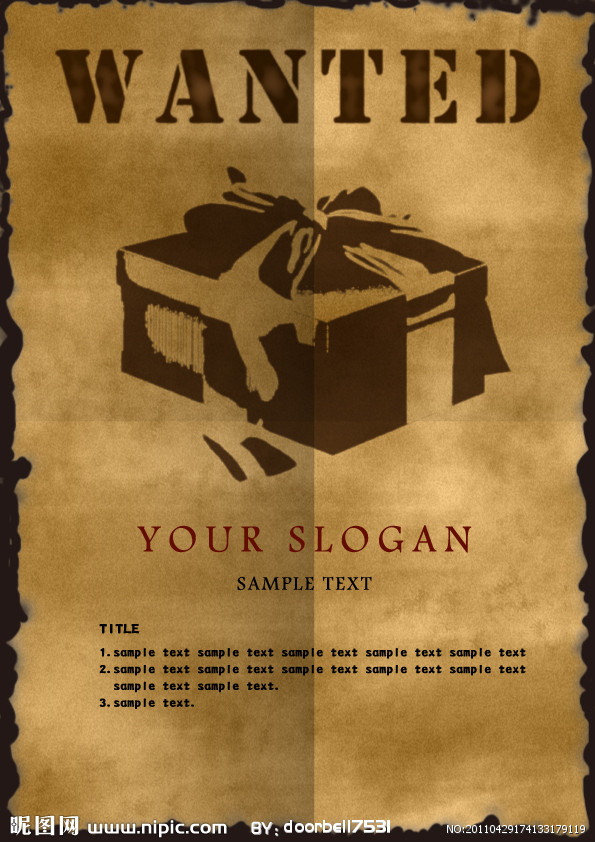 WANTED
YOUR SLOGAN
SAMPLE TEXT
TITLE
1.sample text sample text sample text sample text sample text
2.sample text sample text sample text sample text sample text
sample text sample text.
3.sample text.
昵图网 www.nipic.com BY:doorbell7531 NO:20110429174133179119